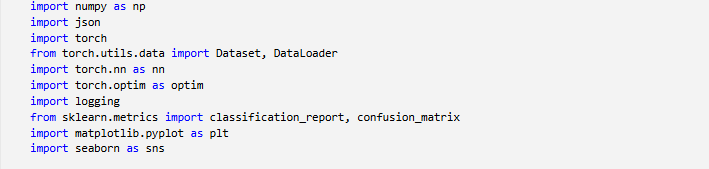 import numpy as np
import json
import torch
from torch.utils.data import Dataset, DataLoader
import torch.nn as nn
import torch.optim as optim
import logging
from sklearn.metrics import classification_report, confusion_matrix
import matplotlib.pyplot as plt
import seaborn as sns